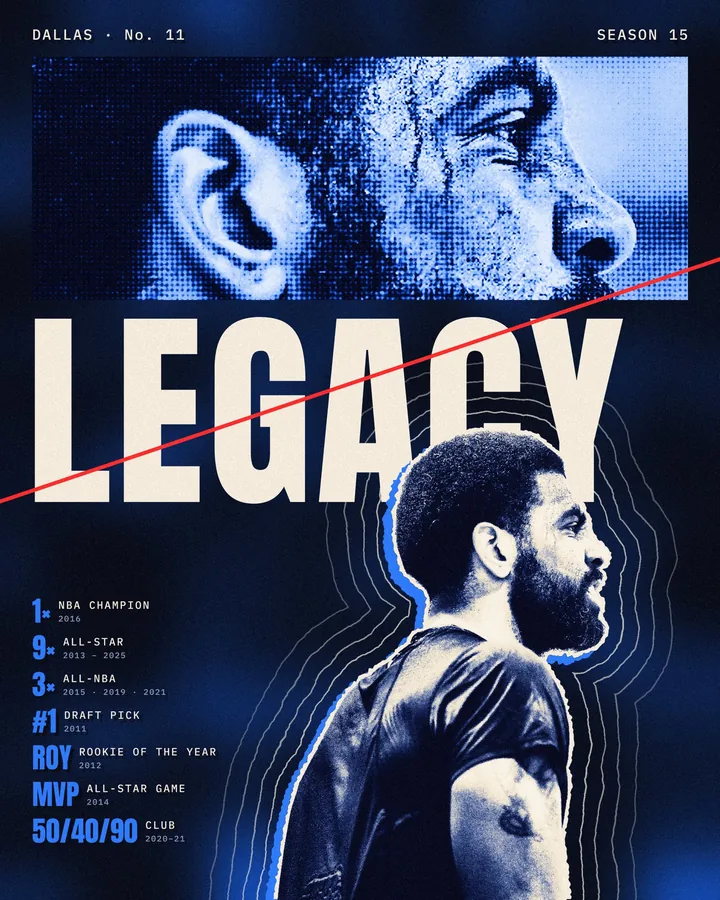 DALLAS · No. 11
SEASON 15
LEGACY
1× NBA CHAMPION
2016
9× ALL-STAR
2013 – 2025
3× ALL-NBA
2015 · 2019 · 2021
#1 DRAFT PICK
2011
ROY ROOKIE OF THE YEAR
2012
MVP ALL-STAR GAME
2014
50/40/90 CLUB
2020–21